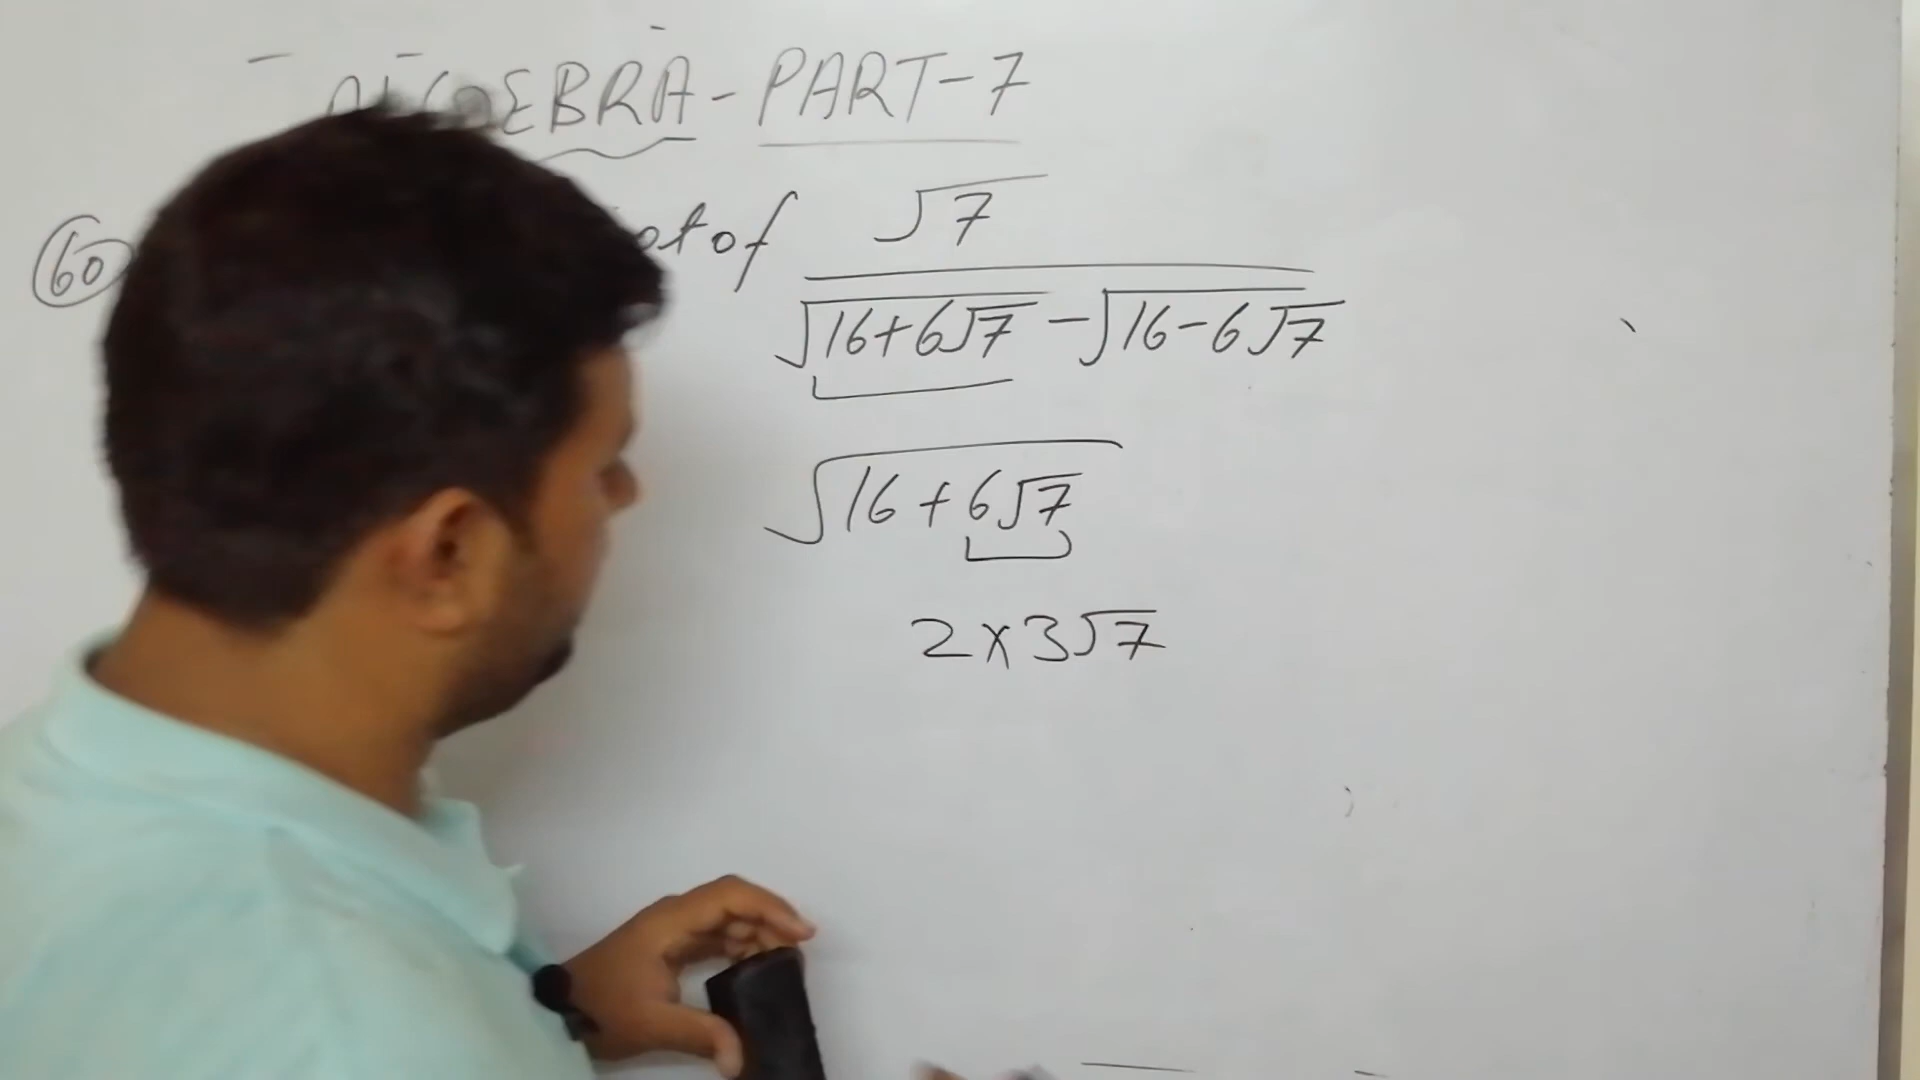 ALGEBRA - PART-7
60 of √7
√16+6√7 - √16-6√7
√16+6√7
2×3√7